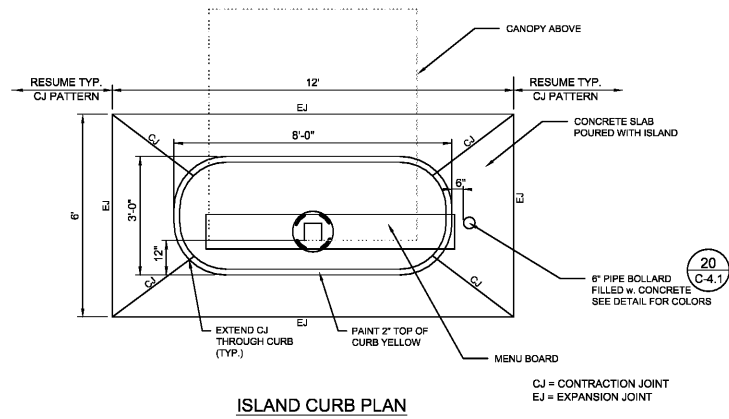 CANOPY ABOVE
RESUME TYP.
CJ PATTERN
12'
RESUME TYP.
CJ PATTERN
EJ
CONCRETE SLAB
POURED WITH ISLAND
CJ
8'-0"
CJ
6"
EJ
6'
3'-0"
EJ
12"
6" PIPE BOLLARD
FILLED w. CONCRETE
SEE DETAIL FOR COLORS
20
C-4.1
CJ
CJ
EJ
EXTEND CJ
THROUGH CURB
(TYP.)
PAINT 2" TOP OF
CURB YELLOW
MENU BOARD
CJ = CONTRACTION JOINT
EJ = EXPANSION JOINT
ISLAND CURB PLAN